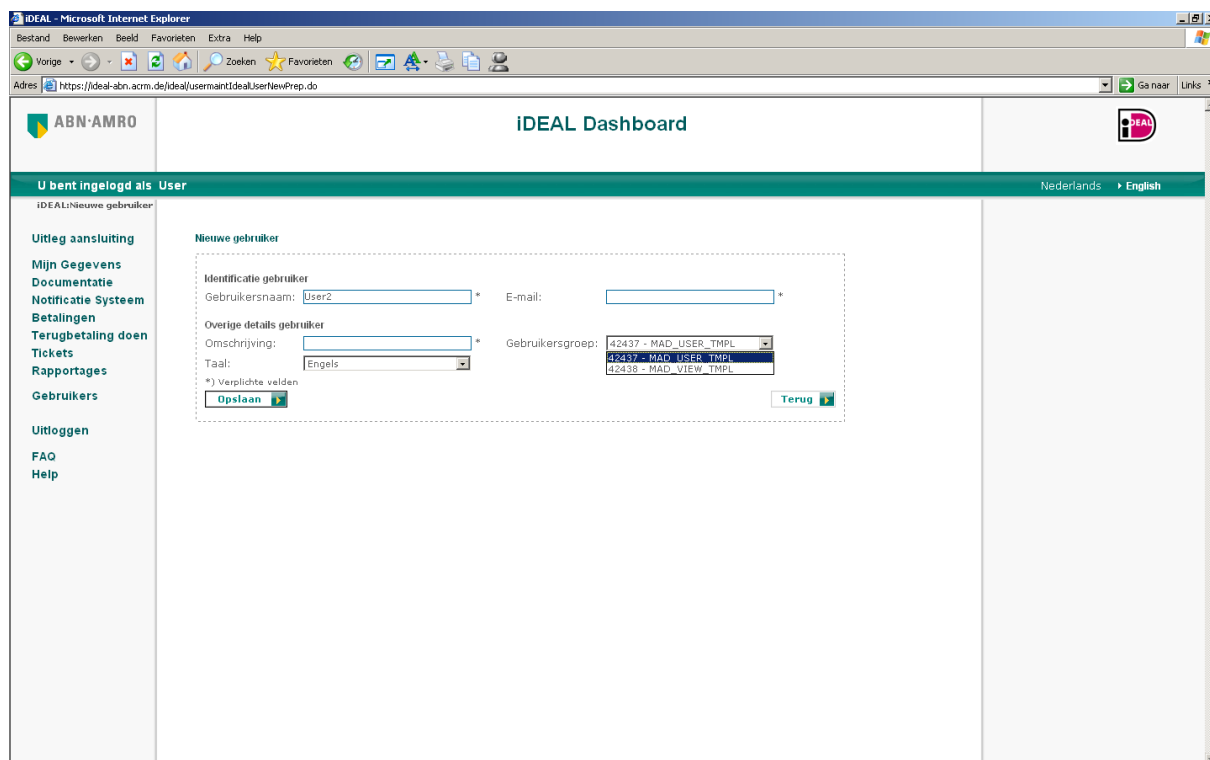 iDEAL - Microsoft Internet Explorer
Bestand Bewerken Beeld Favorieten Extra Help
Vorige Zoeken Favorieten
Adres https://ideal-abn.acrm.de/ideal/usermaintIdealUserNewPrep.do Ga naar Links
ABN·AMRO
iDEAL Dashboard
iDEAL
U bent ingelogd als User
Nederlands English
iDEAL:Nieuwe gebruiker
Uitleg aansluiting
Mijn Gegevens
Documentatie
Notificatie Systeem
Betalingen
Terugbetaling doen
Tickets
Rapportages
Gebruikers
Uitloggen
FAQ
Help
Nieuwe gebruiker
Identificatie gebruiker
Gebruikersnaam: User2 * E-mail: *
Overige details gebruiker
Omschrijving: * Gebruikersgroep: 42437 - MAD_USER_TMPL
42437 - MAD_USER_TMPL
42438 - MAD_VIEW_TMPL
Taal: Engels
*) Verplichte velden
Opslaan Terug